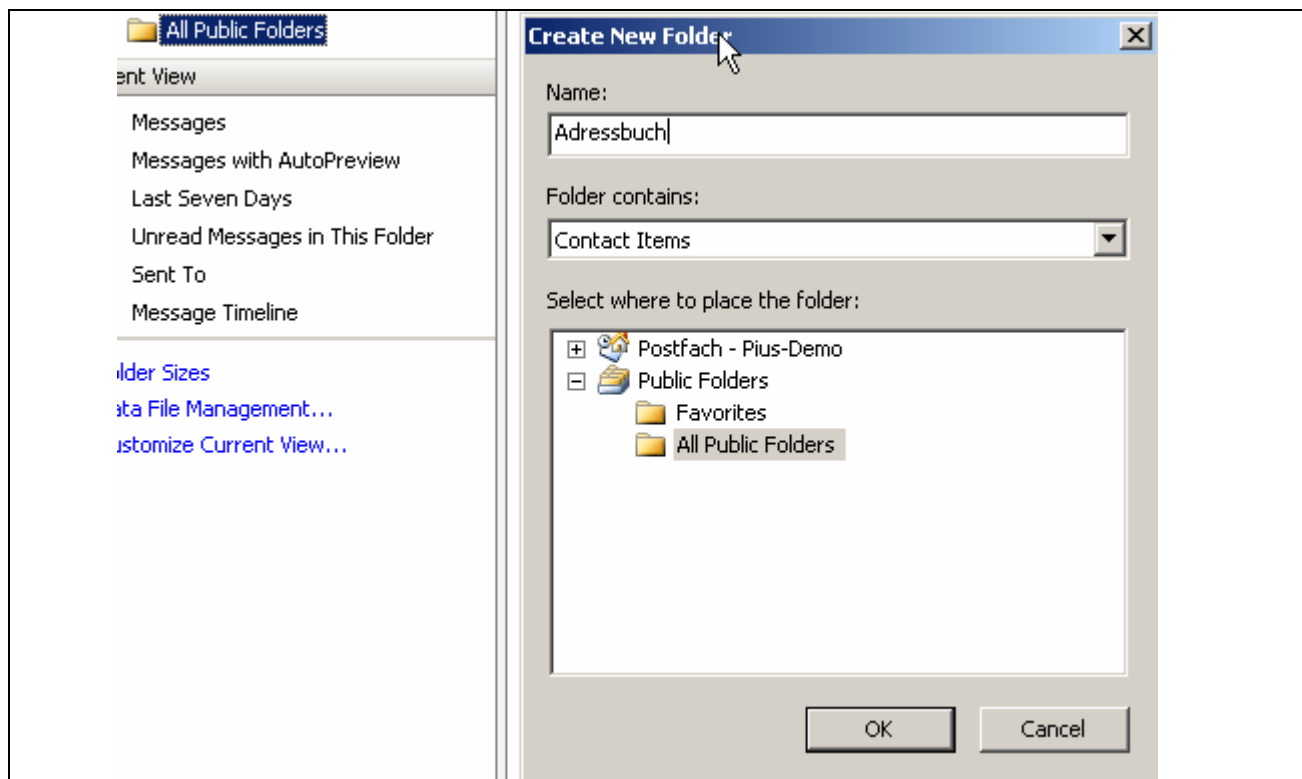 All Public Folders
ent View
Messages
Messages with AutoPreview
Last Seven Days
Unread Messages in This Folder
Sent To
Message Timeline
lder Sizes
ata File Management...
ustomize Current View...
Create New Folder
Name:
Adressbuch
Folder contains:
Contact Items
Select where to place the folder:
Postfach - Pius-Demo
Public Folders
Favorites
All Public Folders
OK
Cancel